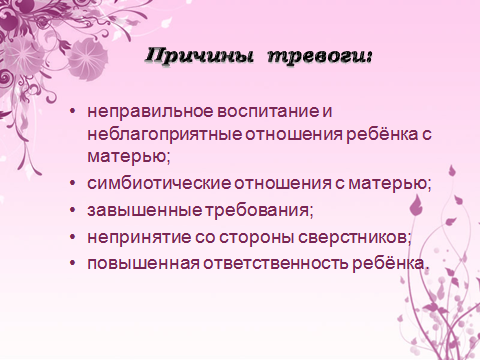 Причины тревоги:
• неправильное воспитание и
неблагоприятные отношения ребёнка с
матерью;
• симбиотические отношения с матерью;
• завышенные требования;
• непринятие со стороны сверстников;
• повышенная ответственность ребёнка.